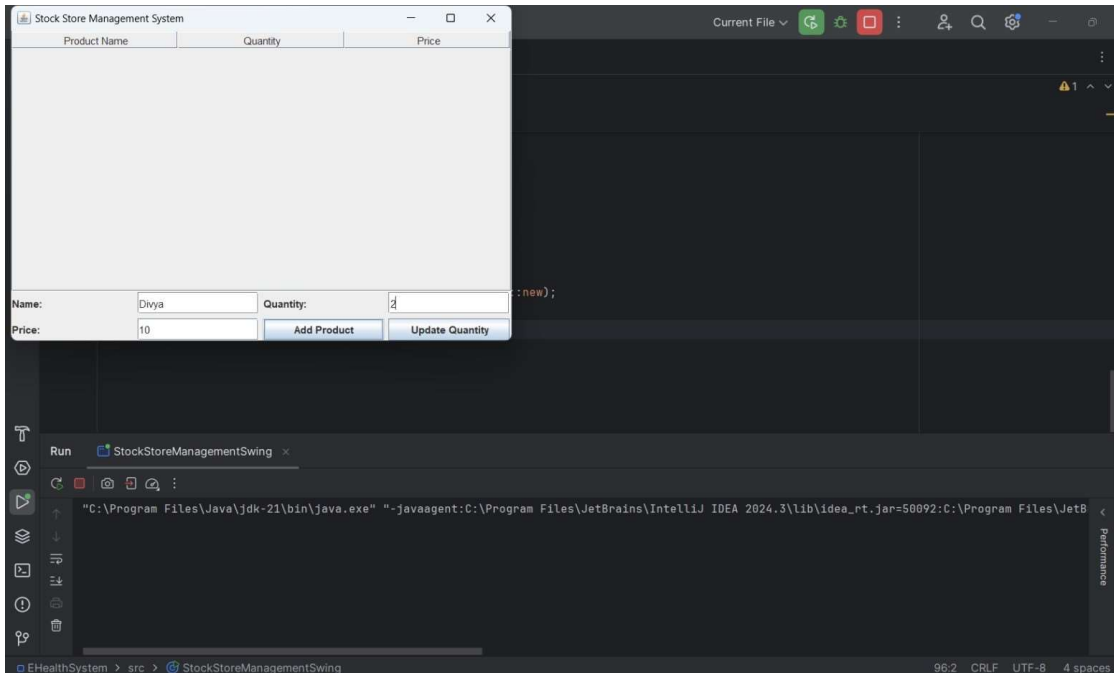 Stock Store Management System
Current File
Product Name Quantity Price
1
::new);
Name: Divya Quantity: 2
Price: 10 Add Product Update Quantity
Run StockStoreManagementSwing
"C:\Program Files\Java\jdk-21\bin\java.exe" "-javaagent:C:\Program Files\JetBrains\IntelliJ IDEA 2024.3\lib\idea_rt.jar=50092:C:\Program Files\JetB
Performance
EHealthSystem > src > StockStoreManagementSwing 96:2 CRLF UTF-8 4 spaces